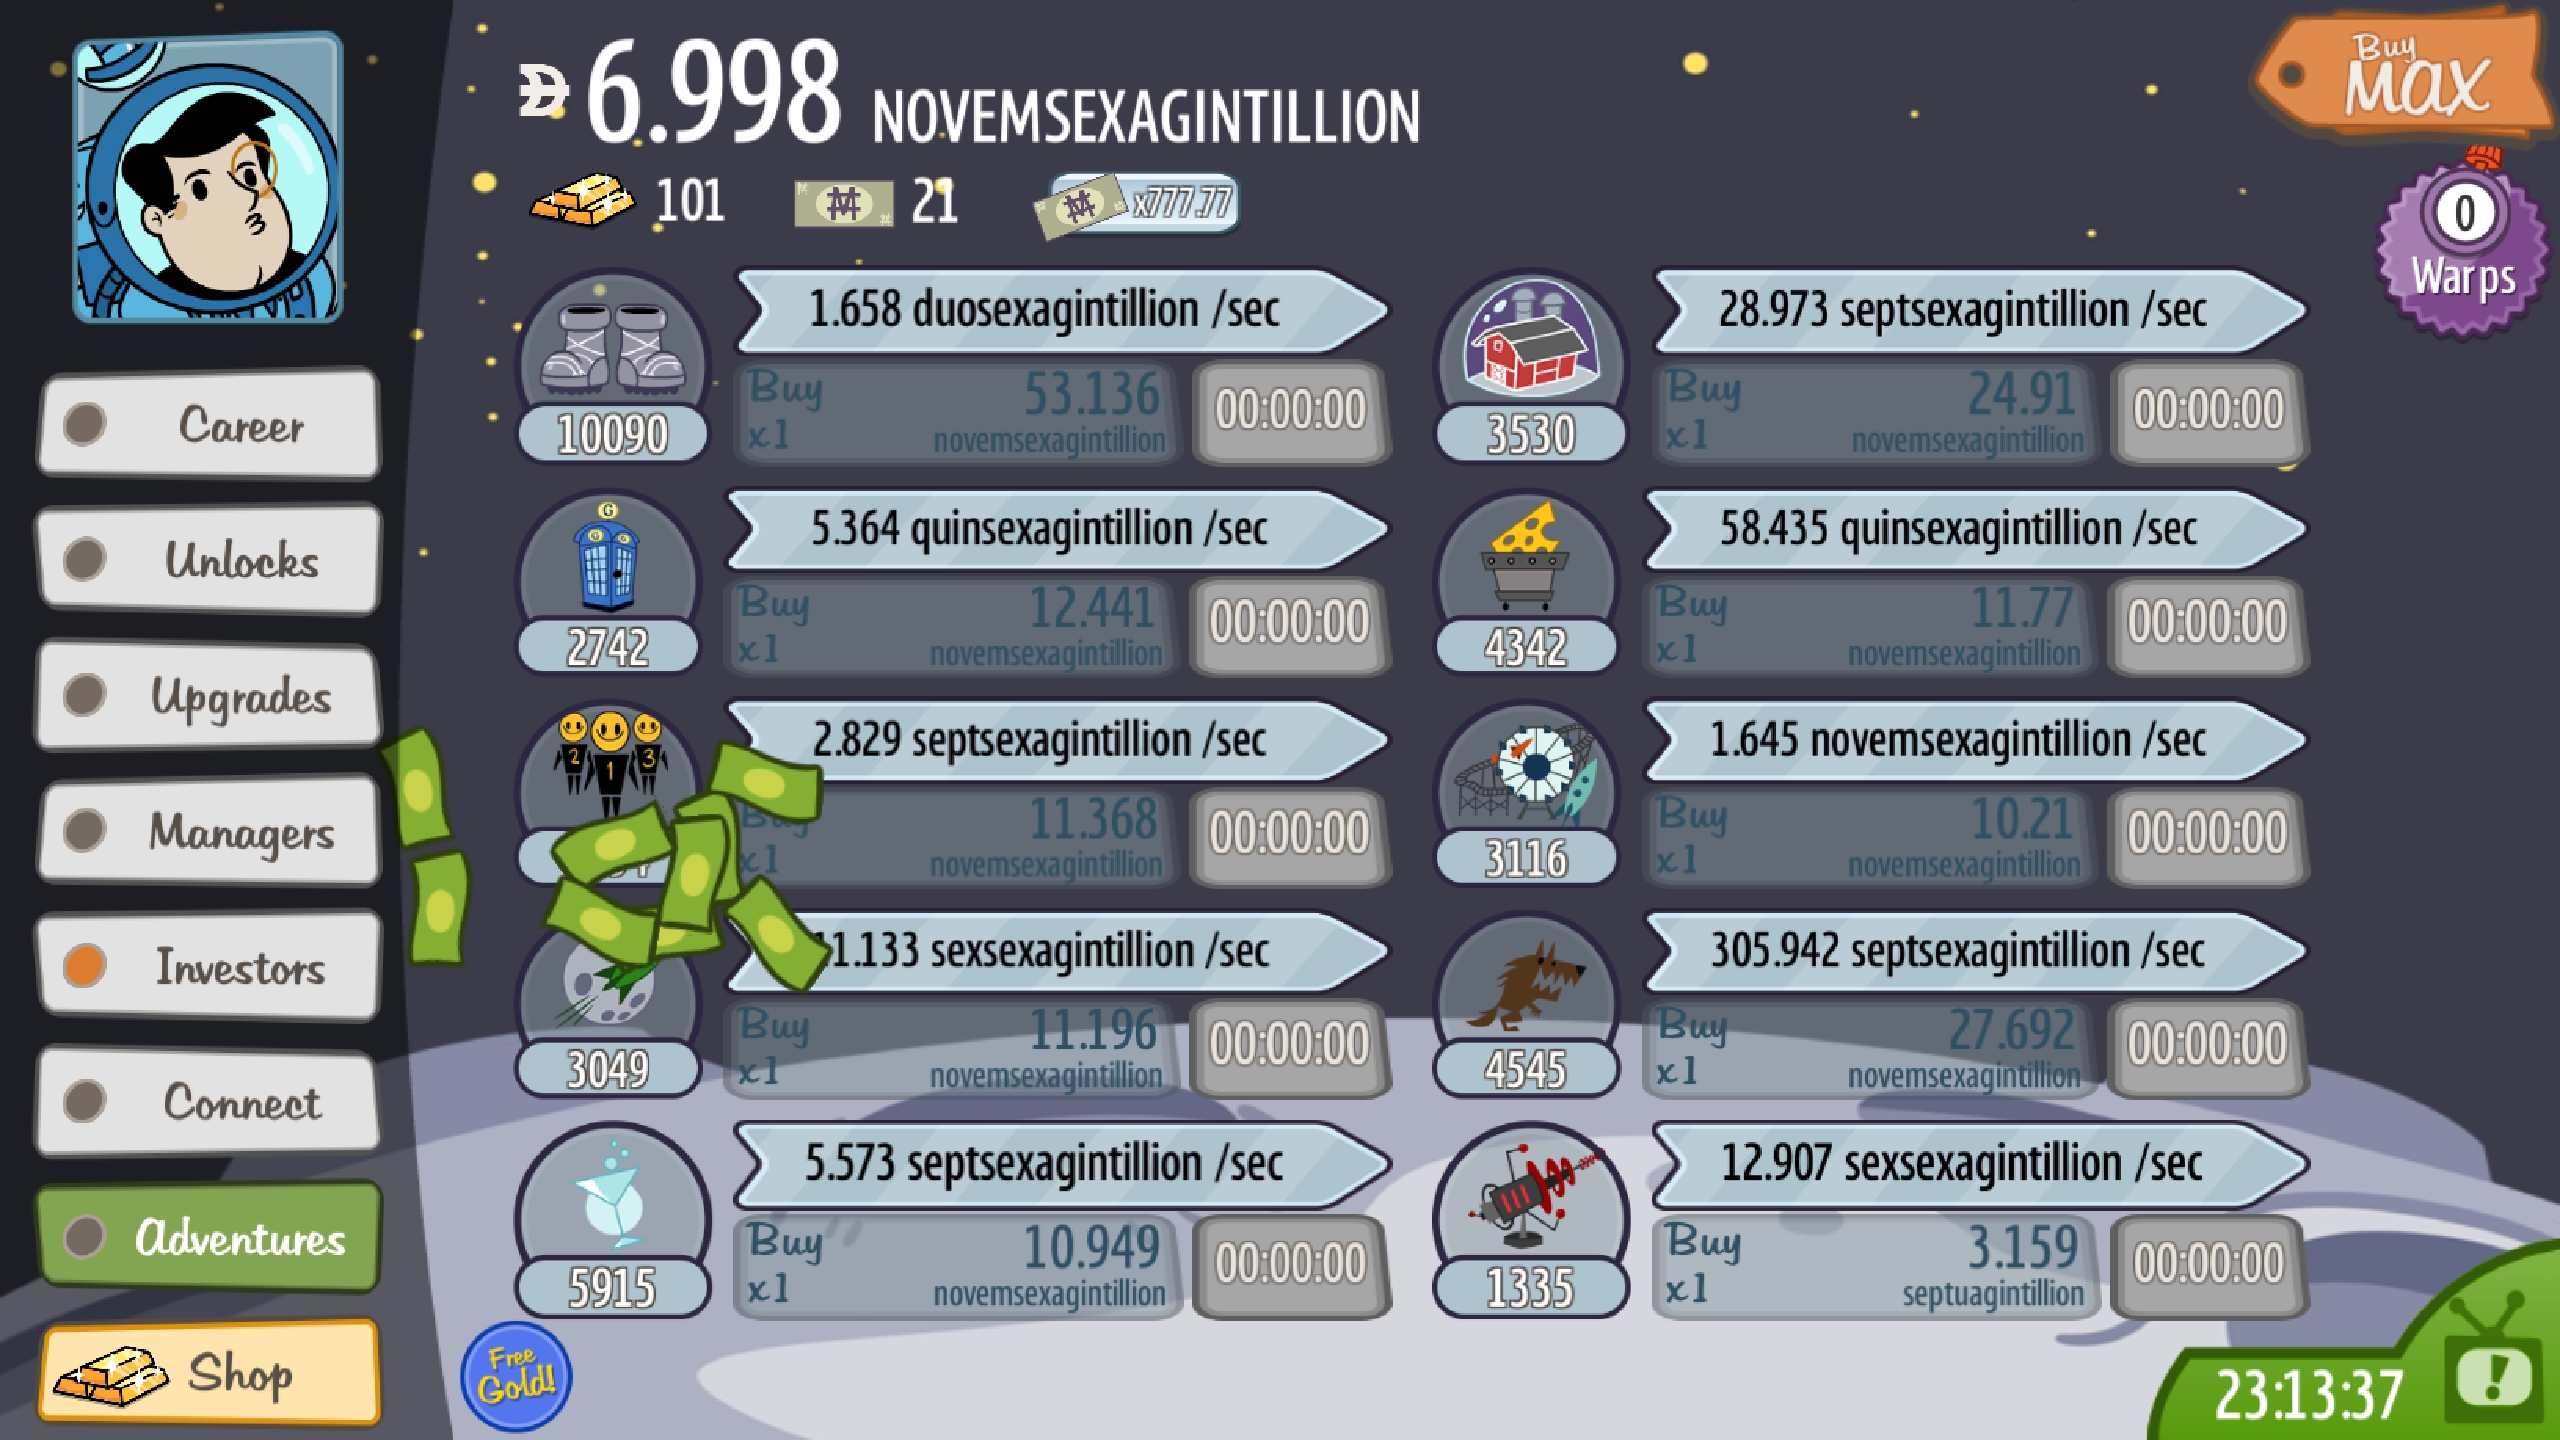 6.998 NOVEMSEXAGINTILLION
Buy
MAX
101
21
x777.77
0
Warps
Career
Unlocks
Upgrades
Managers
Investors
Connect
Adventures
Shop
1.658 duosexagintillion /sec
10090
Buy
x1
53.136
novemsexagintillion
00:00:00
G
G
G
5.364 quinsexagintillion /sec
2742
Buy
x1
12.441
novemsexagintillion
00:00:00
2
1
3
2.829 septsexagintillion /sec
Buy
x1
11.368
novemsexagintillion
00:00:00
11.133 sexsexagintillion /sec
3049
Buy
x1
11.196
novemsexagintillion
00:00:00
5.573 septsexagintillion /sec
5915
Buy
x1
10.949
novemsexagintillion
00:00:00
28.973 septsexagintillion /sec
3530
Buy
x1
24.91
novemsexagintillion
00:00:00
58.435 quinsexagintillion /sec
4342
Buy
x1
11.77
novemsexagintillion
00:00:00
1.645 novemsexagintillion /sec
3116
Buy
x1
10.21
novemsexagintillion
00:00:00
305.942 septsexagintillion /sec
4545
Buy
x1
27.692
novemsexagintillion
00:00:00
12.907 sexsexagintillion /sec
1335
Buy
x1
3.159
septuagintillion
00:00:00
Free
Gold!
23:13:37
!